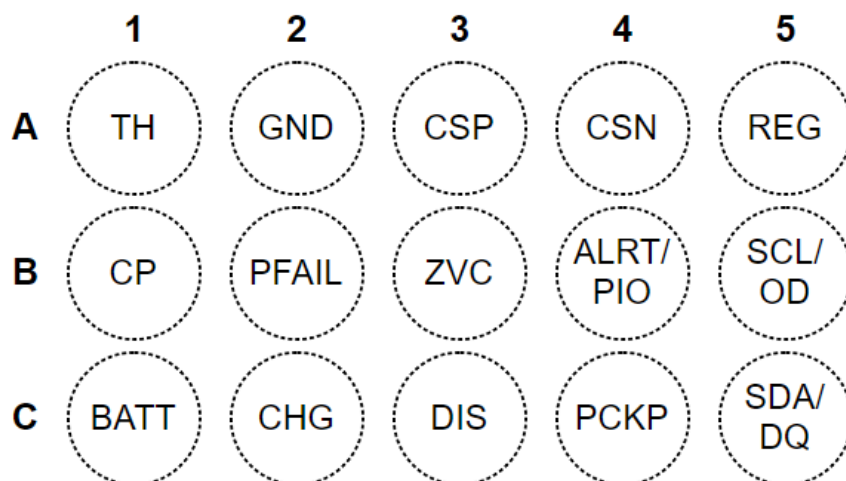 1 2 3 4 5
A TH GND CSP CSN REG
B CP PFAIL ZVC ALRT/ PIO SCL/ OD
C BATT CHG DIS PCKP SDA/ DQ